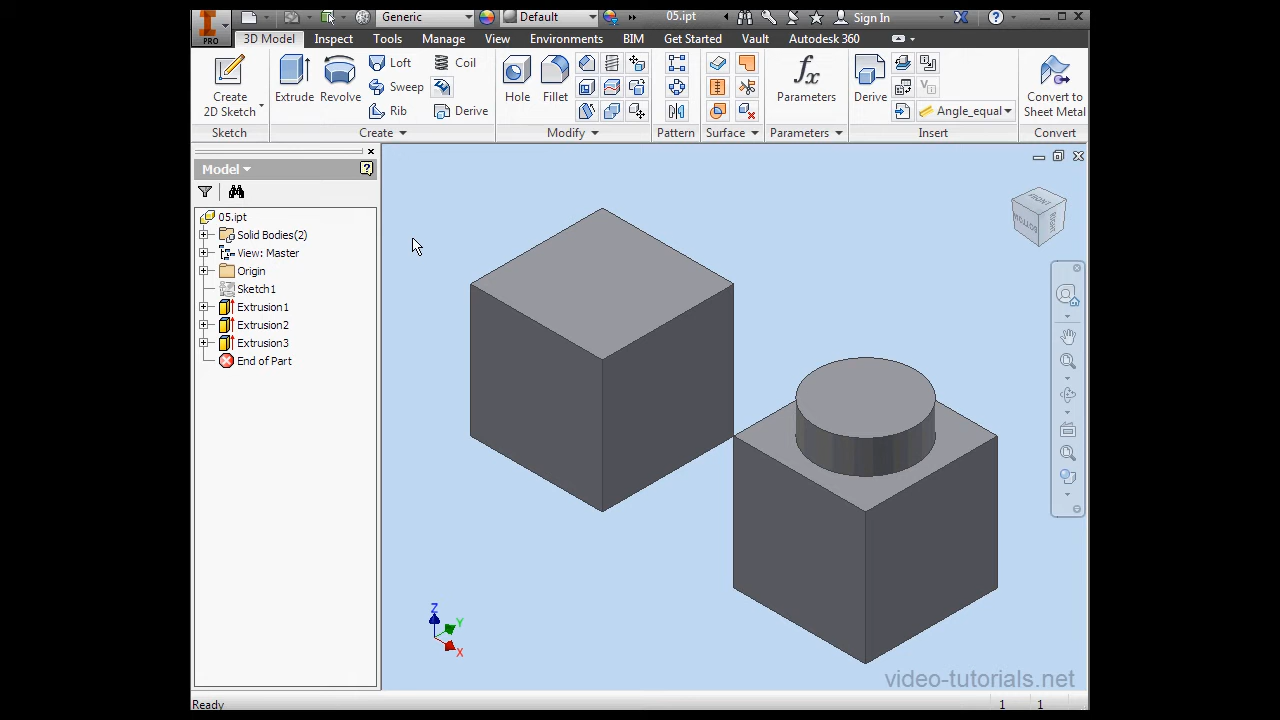 Generic Default 05.ipt Sign In
PRO 3D Model Inspect Tools Manage View Environments BIM Get Started Vault Autodesk 360
Create
2D Sketch
Extrude Revolve
Loft
Sweep
Rib
Coil
Derive
Hole Fillet
fx
Parameters
Derive
Angle_equal
Convert to
Sheet Metal
Sketch Create Modify Pattern Surface Parameters Insert Convert
Model
05.ipt
Solid Bodies(2)
View: Master
Origin
Sketch1
Extrusion1
Extrusion2
Extrusion3
End of Part
FRONT
BOTTOM
RIGHT
Z
Y
X
video-tutorials.net
Ready 1 1